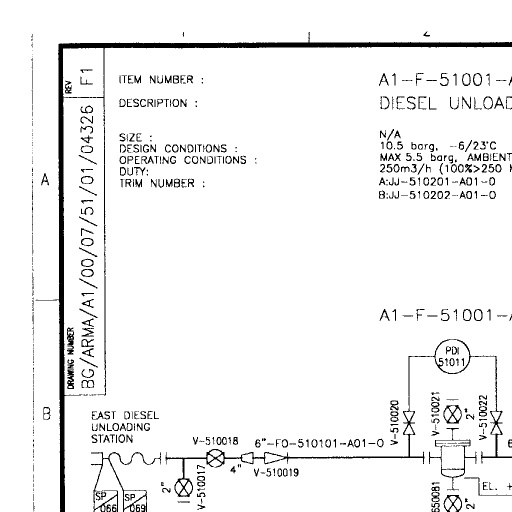 2
REV F1
ITEM NUMBER : A1-F-51001-A
DESCRIPTION : DIESEL UNLOAD
SIZE : N/A
DESIGN CONDITIONS : 10.5 barg, -6/23°C
OPERATING CONDITIONS : MAX 5.5 barg, AMBIENT
DUTY: 250m3/h (100%>250
TRIM NUMBER : A:JJ-510201-A01-0
B:JJ-510202-A01-0
A
DRAWING NUMBER
BG/ARMA/A1/00/07/51/01/04326
A1-F-51001-A
PDI
51011
B
V-510020
V-510021
2"
V-510022
EAST DIESEL
UNLOADING
STATION
V-510018
6"-FO-510101-A01-0
4"
V-510019
2"
V-510017
SP
066
SP
069
EL. +
650081
2"
6